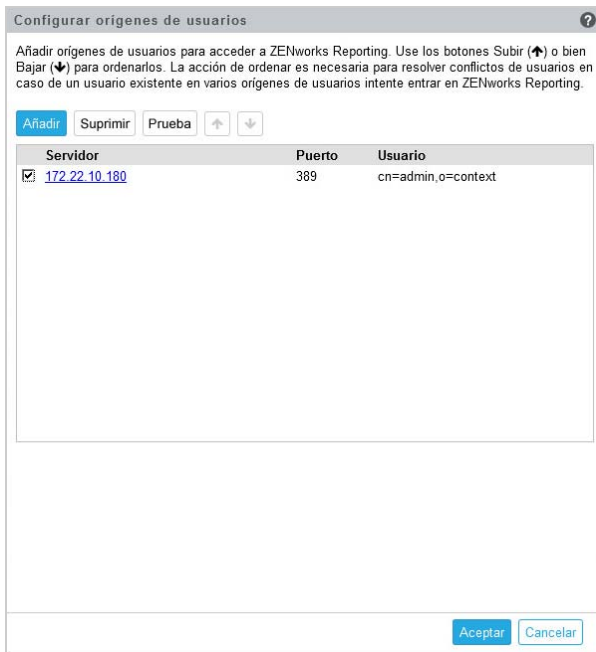 Configurar orígenes de usuarios
Añadir orígenes de usuarios para acceder a ZENworks Reporting. Use los botones Subir (↑) o bien
Bajar (↓) para ordenarlos. La acción de ordenar es necesaria para resolver conflictos de usuarios en
caso de un usuario existente en varios orígenes de usuarios intente entrar en ZENworks Reporting.
Añadir Suprimir Prueba ↑ ↓
Servidor Puerto Usuario
172.22.10.180 389 cn=admin,o=context
Aceptar Cancelar